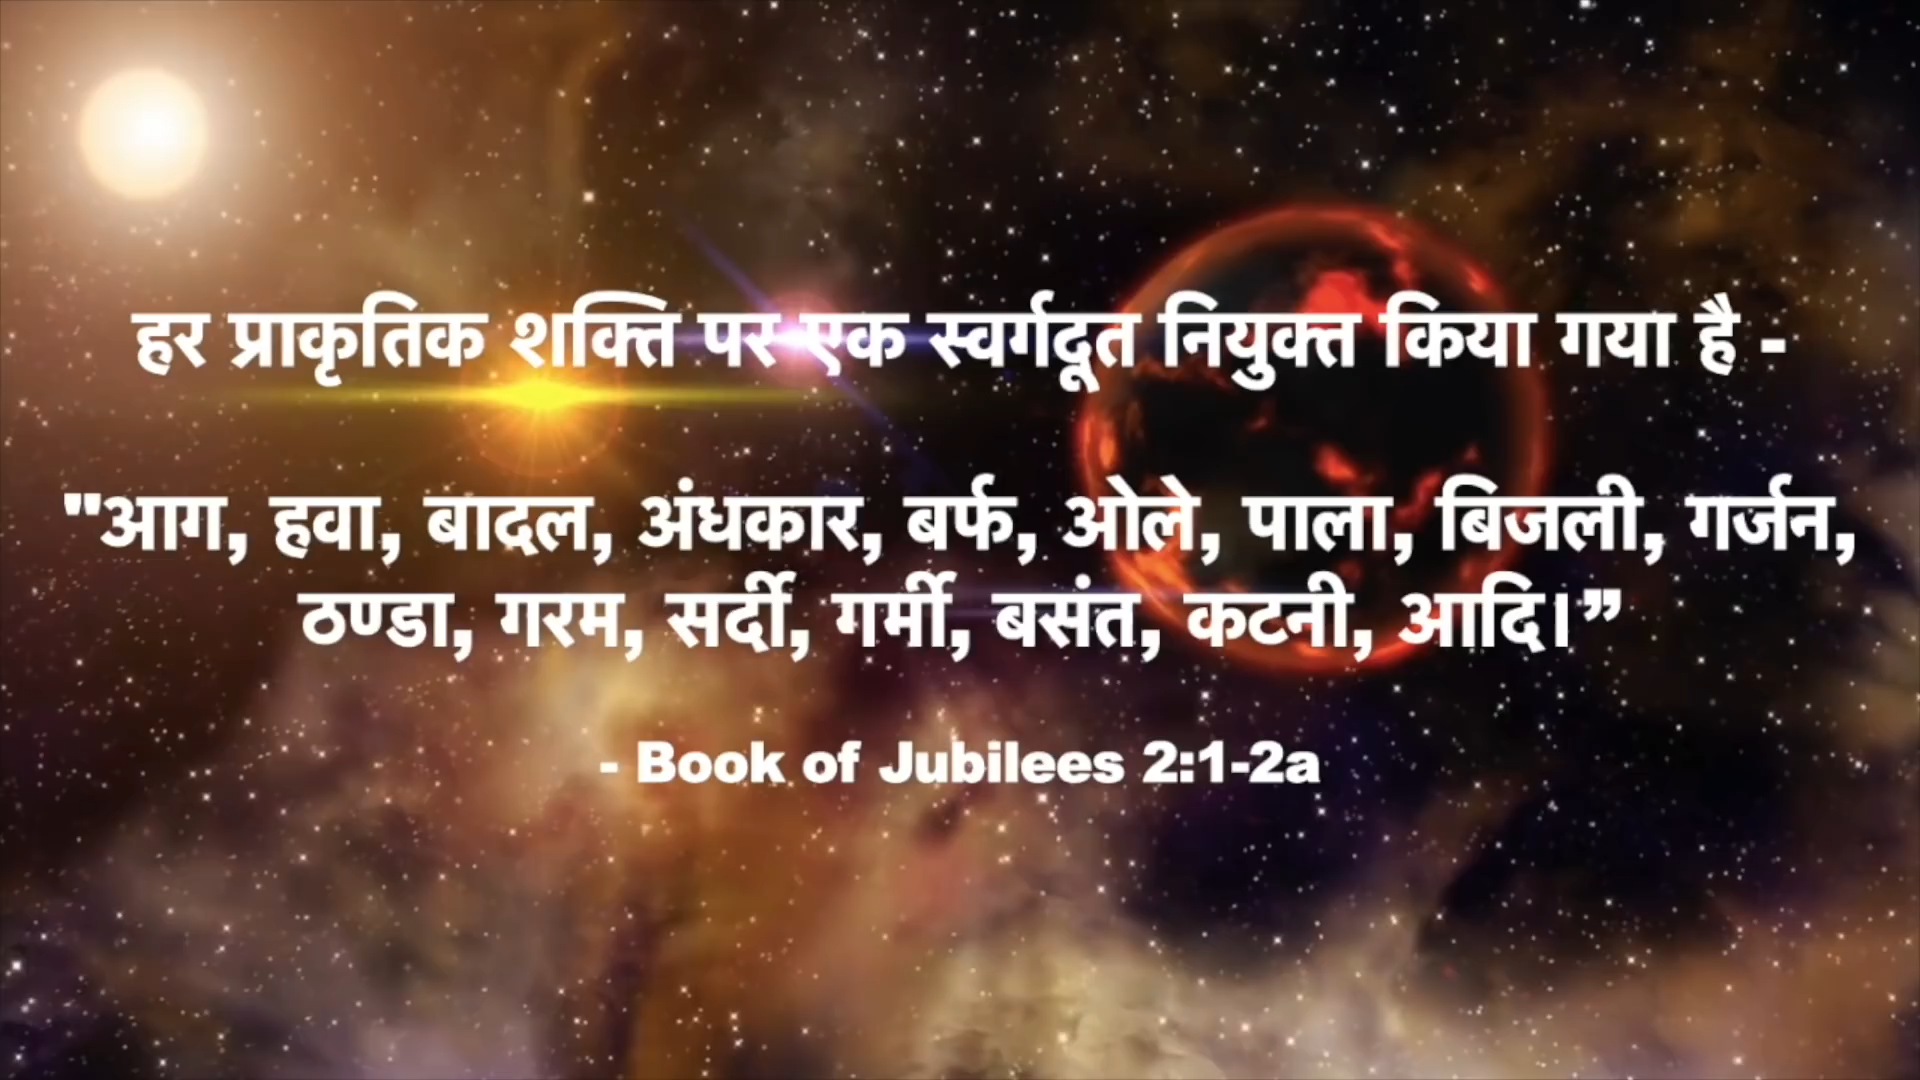 हर प्राकृतिक शक्ति पर एक स्वर्गदूत नियुक्त किया गया है -
"आग, हवा, बादल, अंधकार, बर्फ, ओले, पाला, बिजली, गर्जन,
ठण्डा, गरम, सर्दी, गर्मी, बसंत, कटनी, आदि।”
- Book of Jubilees 2:1-2a